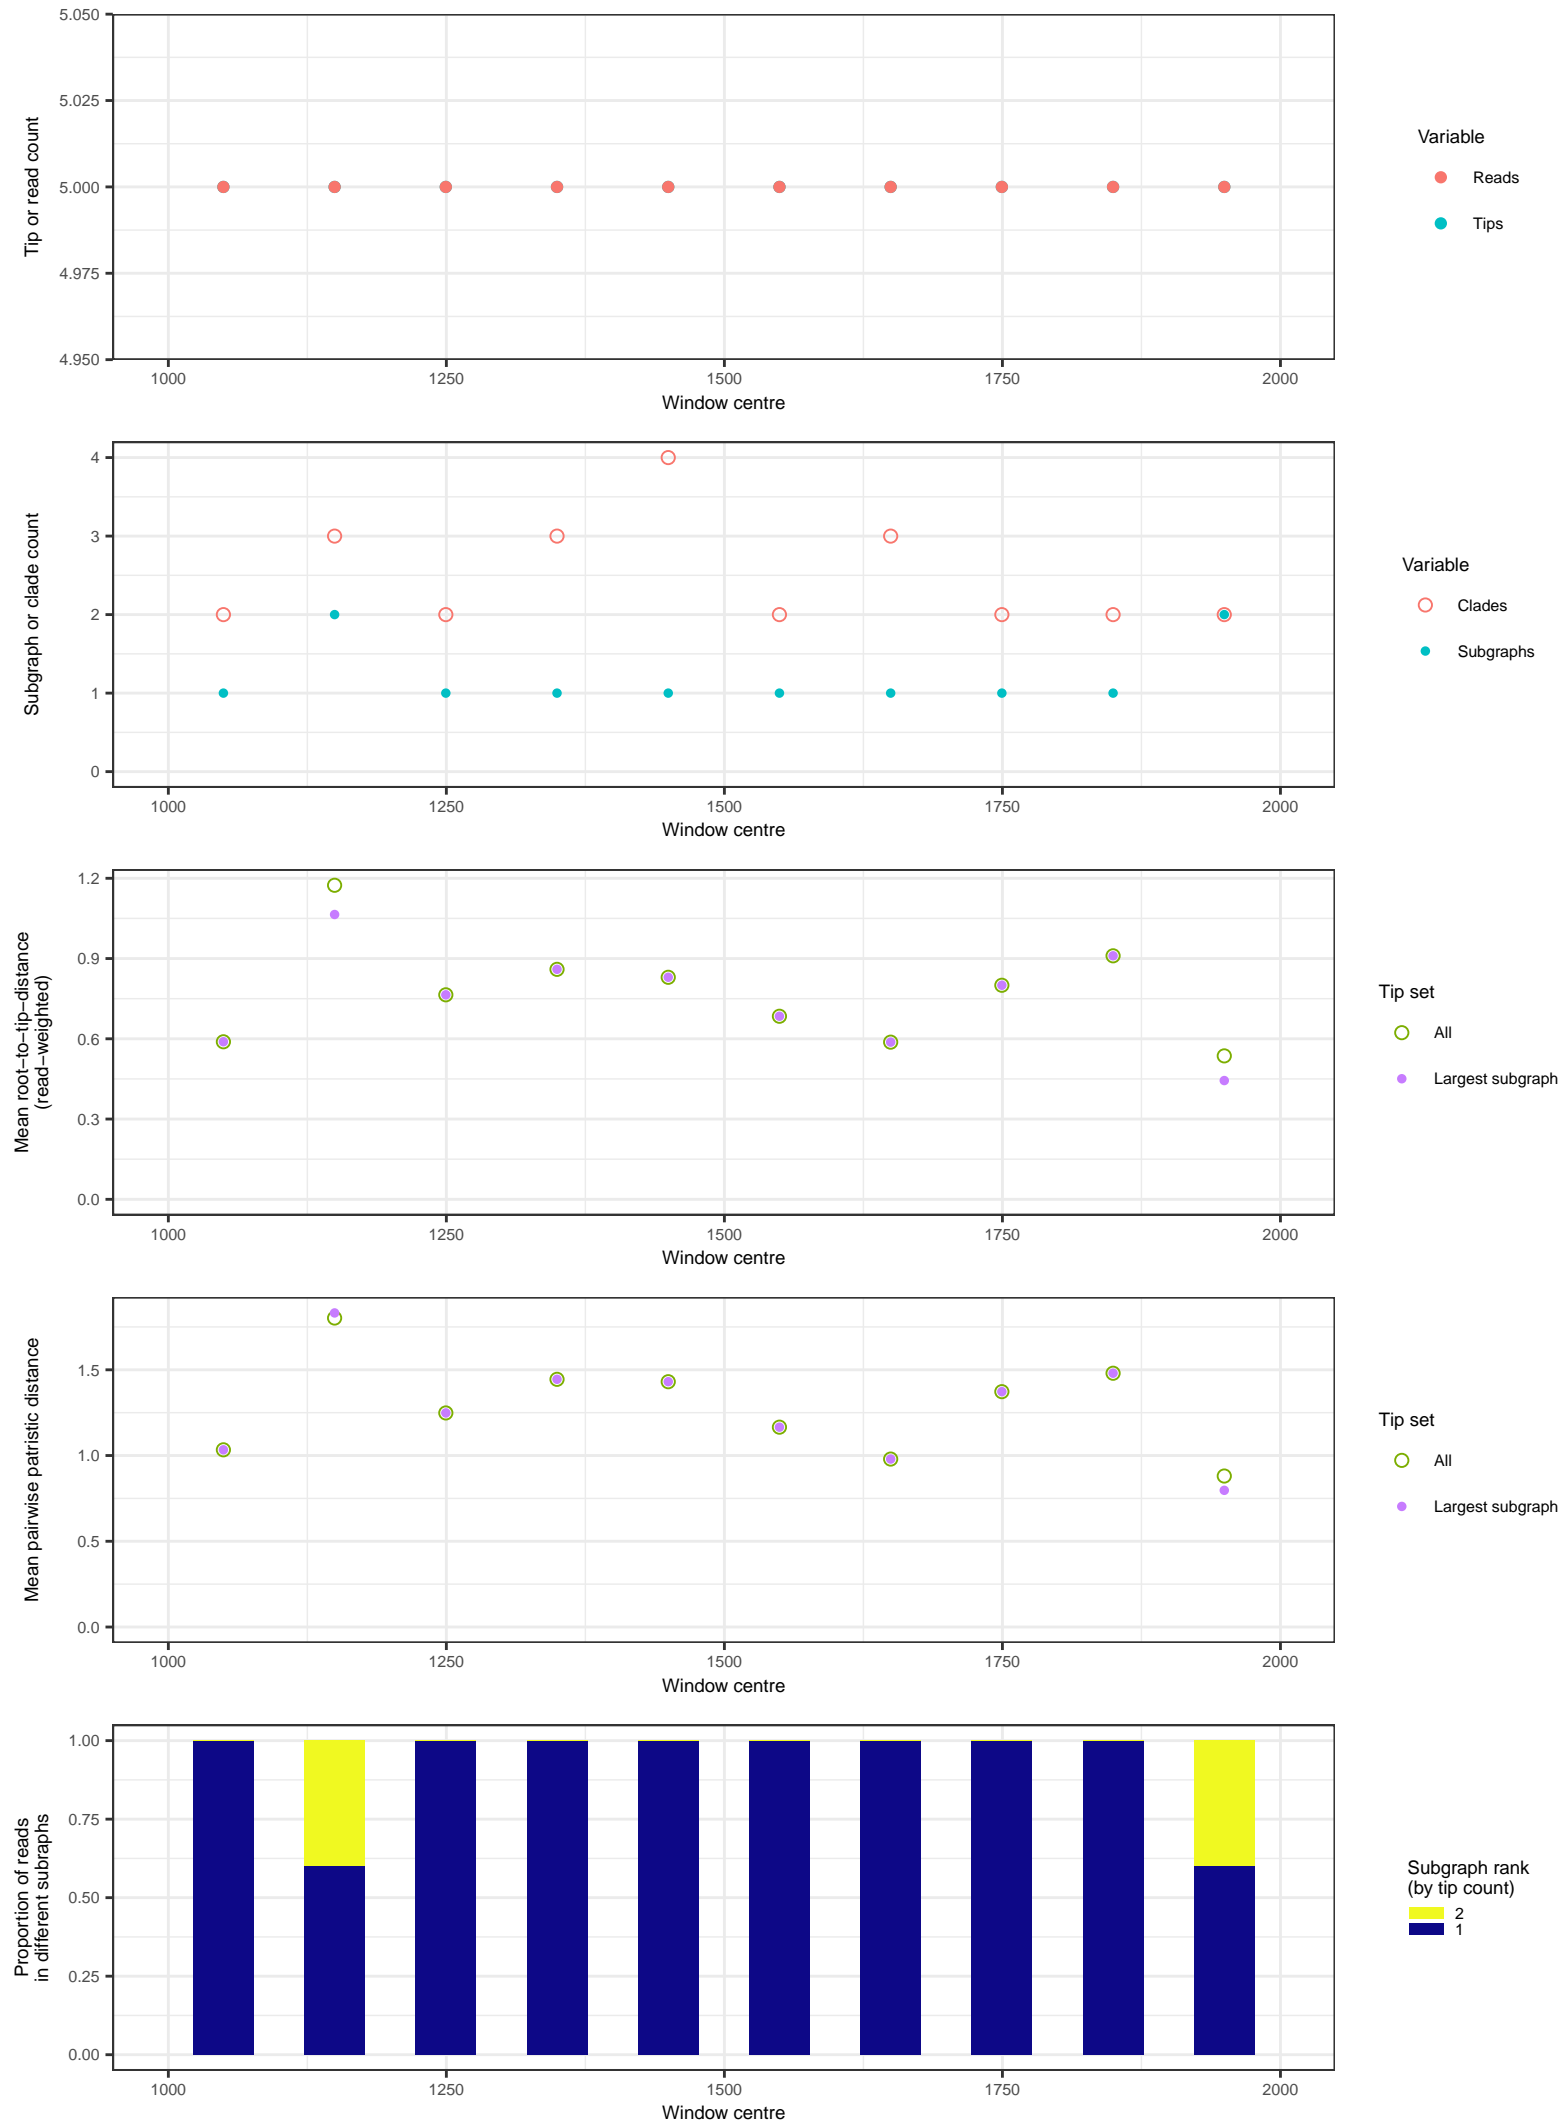 5.050
5.025
5.000
4.975
4.950
Tip or read count
1000 1250 1500 1750 2000
Window centre
Variable
Reads
Tips
4
3
2
1
0
Subgraph or clade count
1000 1250 1500 1750 2000
Window centre
Variable
Clades
Subgraphs
1.2
0.9
0.6
0.3
0.0
Mean root−to−tip−distance
(read−weighted)
1000 1250 1500 1750 2000
Window centre
Tip set
All
Largest subgraph
1.5
1.0
0.5
0.0
Mean pairwise patristic distance
1000 1250 1500 1750 2000
Window centre
Tip set
All
Largest subgraph
1.00
0.75
0.50
0.25
0.00
Proportion of reads
in different subraphs
1000 1250 1500 1750 2000
Window centre
Subgraph rank
(by tip count)
2
1